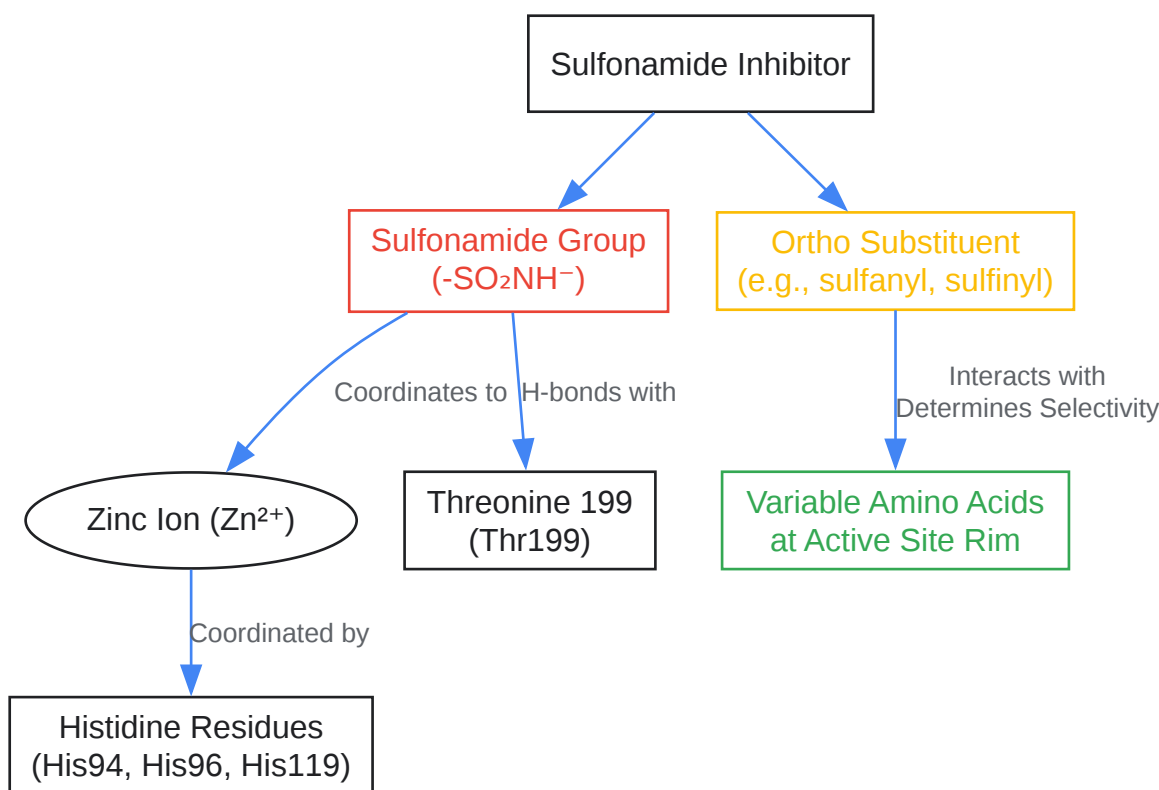 Sulfonamide Inhibitor
Sulfonamide Group
(-SO₂NH⁻)
Ortho Substituent
(e.g., sulfanyl, sulfinyl)
Coordinates to
H-bonds with
Interacts with
Determines Selectivity
Zinc Ion (Zn²⁺)
Threonine 199
(Thr199)
Variable Amino Acids
at Active Site Rim
Coordinated by
Histidine Residues
(His94, His96, His119)